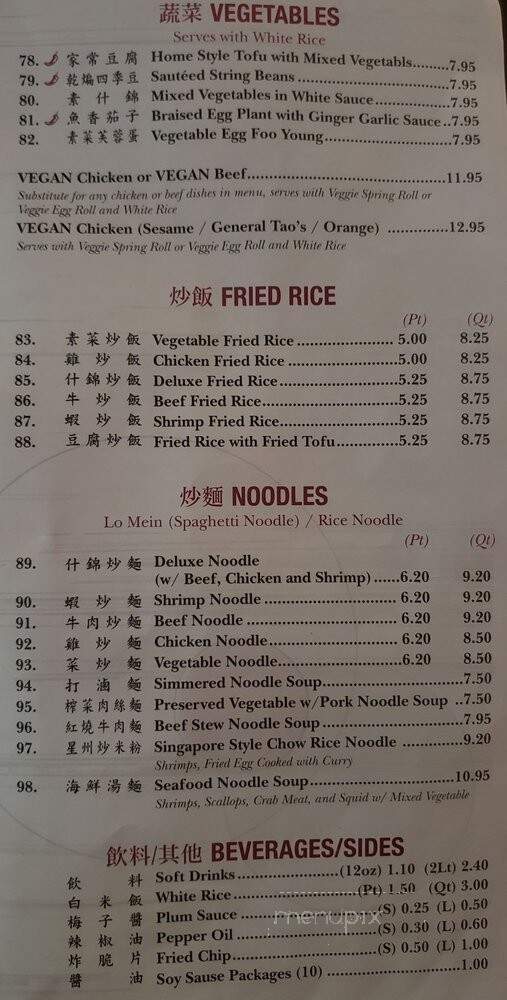 蔬菜 VEGETABLES
Serves with White Rice
78. 家常豆腐 Home Style Tofu with Mixed Vegetabls.....7.95
79. 乾煸四季豆 Sautéed String Beans ..........7.95
80. 素什錦 Mixed Vegetables in White Sauce..........7.95
81. 魚香茄子 Braised Egg Plant with Ginger Garlic Sauce..7.95
82. 素菜芙蓉蛋 Vegetable Egg Foo Young..........7.95
VEGAN Chicken or VEGAN Beef..........11.95
Substitute for any chicken or beef dishes in menu, serves with Veggie Spring Roll or
Veggie Egg Roll and White Rice
VEGAN Chicken (Sesame / General Tao's / Orange) ..........12.95
Serves with Veggie Spring Roll or Veggie Egg Roll and White Rice
炒飯 FRIED RICE
(Pt) (Qt)
83. 素菜炒飯 Vegetable Fried Rice .......... 5.00 8.25
84. 雞炒飯 Chicken Fried Rice ..........5.00 8.25
85. 什錦炒飯 Deluxe Fried Rice..........5.25 8.75
86. 牛炒飯 Beef Fried Rice..........5.25 8.75
87. 蝦炒飯 Shrimp Fried Rice..........5.25 8.75
88. 豆腐炒飯 Fried Rice with Fried Tofu..........5.25 8.75
炒麵 NOODLES
Lo Mein (Spaghetti Noodle) / Rice Noodle
(Pt) (Qt)
89. 什錦炒麵 Deluxe Noodle
(w/ Beef, Chicken and Shrimp) ......6.20 9.20
90. 蝦炒麵 Shrimp Noodle .......... 6.20 9.20
91. 牛肉炒麵 Beef Noodle .......... 6.20 9.20
92. 雞炒麵 Chicken Noodle.......... 6.20 8.50
93. 菜炒麵 Vegetable Noodle..........6.20 8.50
94. 打滷麵 Simmered Noodle Soup..........7.50
95. 榨菜肉絲麵 Preserved Vegetable w/Pork Noodle Soup ..7.50
96. 紅燒牛肉麵 Beef Stew Noodle Soup ..........7.95
97. 星州炒米粉 Singapore Style Chow Rice Noodle ..........9.20
Shrimps, Fried Egg Cooked with Curry
98. 海鮮湯麵 Seafood Noodle Soup..........10.95
Shrimps, Scallops, Crab Meat, and Squid w/ Mixed Vegetable
飲料/其他 BEVERAGES/SIDES
飲料 Soft Drinks..........(12oz) 1.10 (2Lt) 2.40
白米飯 White Rice..........(Pt) 1.50 (Qt) 3.00
梅子醬 Plum Sauce ..........(S) 0.25 (L) 0.50
辣椒油 Pepper Oil ..........(S) 0.30 (L) 0.60
炸脆片 Fried Chip..........(S) 0.50 (L) 1.00
醬油 Soy Sause Packages (10) ..........1.00
menupix